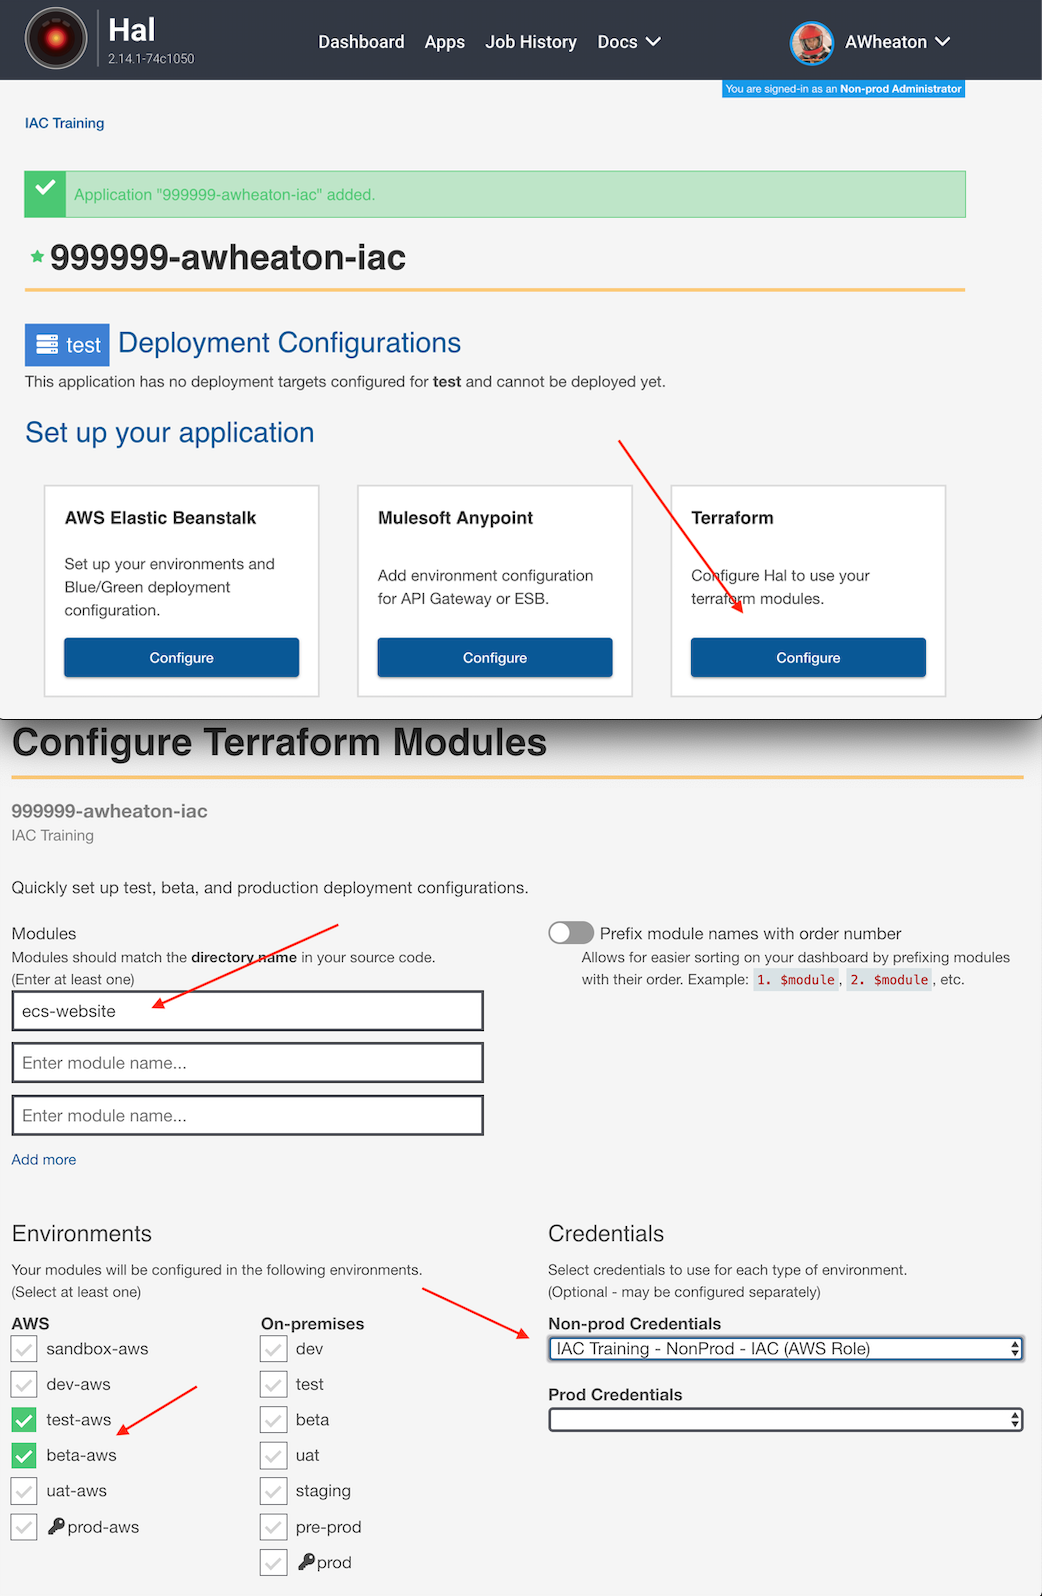 Hal
2.14.1-74c1050
Dashboard Apps Job History Docs
AWheaton
You are signed-in as an Non-prod Administrator
IAC Training
Application "999999-awheaton-iac" added.
999999-awheaton-iac
test Deployment Configurations
This application has no deployment targets configured for test and cannot be deployed yet.
Set up your application
AWS Elastic Beanstalk
Set up your environments and
Blue/Green deployment
configuration.
Configure
Mulesoft Anypoint
Add environment configuration
for API Gateway or ESB.
Configure
Terraform
Configure Hal to use your
terraform modules.
Configure
Configure Terraform Modules
999999-awheaton-iac
IAC Training
Quickly set up test, beta, and production deployment configurations.
Modules
Modules should match the directory name in your source code.
(Enter at least one)
ecs-website
Enter module name...
Enter module name...
Add more
Prefix module names with order number
Allows for easier sorting on your dashboard by prefixing modules
with their order. Example: 1. $module , 2. $module , etc.
Environments
Your modules will be configured in the following environments.
(Select at least one)
AWS
sandbox-aws
dev-aws
test-aws
beta-aws
uat-aws
prod-aws
On-premises
dev
test
beta
uat
staging
pre-prod
prod
Credentials
Select credentials to use for each type of environment.
(Optional - may be configured separately)
Non-prod Credentials
IAC Training - NonProd - IAC (AWS Role)
Prod Credentials